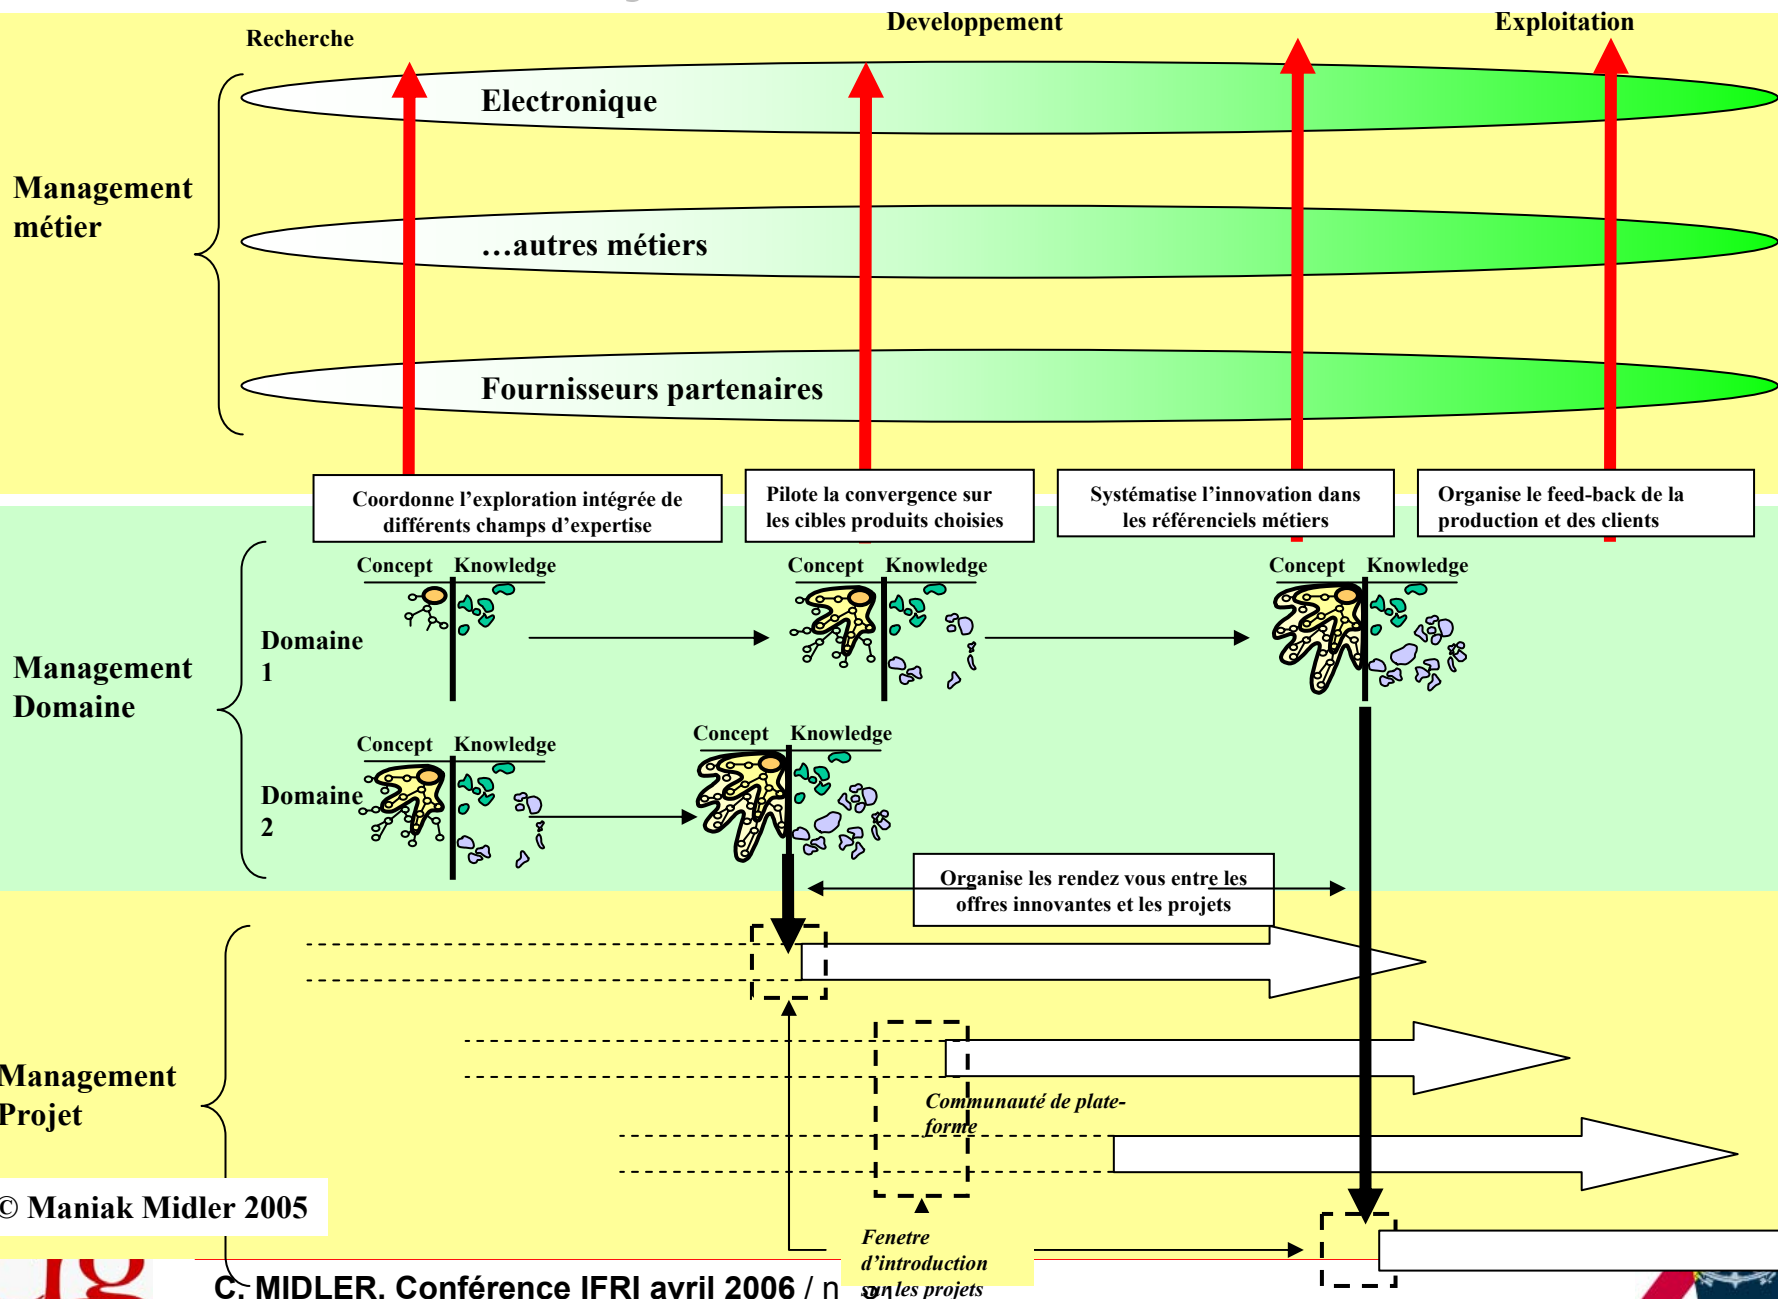 Recherche
Developpement
Exploitation
Electronique
Management
métier
…autres métiers
Fournisseurs partenaires
Coordonne l’exploration intégrée de
différents champs d’expertise
Pilote la convergence sur
les cibles produits choisies
Systématise l’innovation dans
les référenciels métiers
Organise le feed-back de la
production et des clients
Concept Knowledge
Concept Knowledge
Concept Knowledge
Domaine
1
Management
Domaine
Concept Knowledge
Concept Knowledge
Domaine
2
Organise les rendez vous entre les
offres innovantes et les projets
Management
Projet
Communauté de plate-
forme
© Maniak Midler 2005
Fenetre
d’introduction
sur les projets
C. MIDLER. Conférence IFRI avril 2006 / n